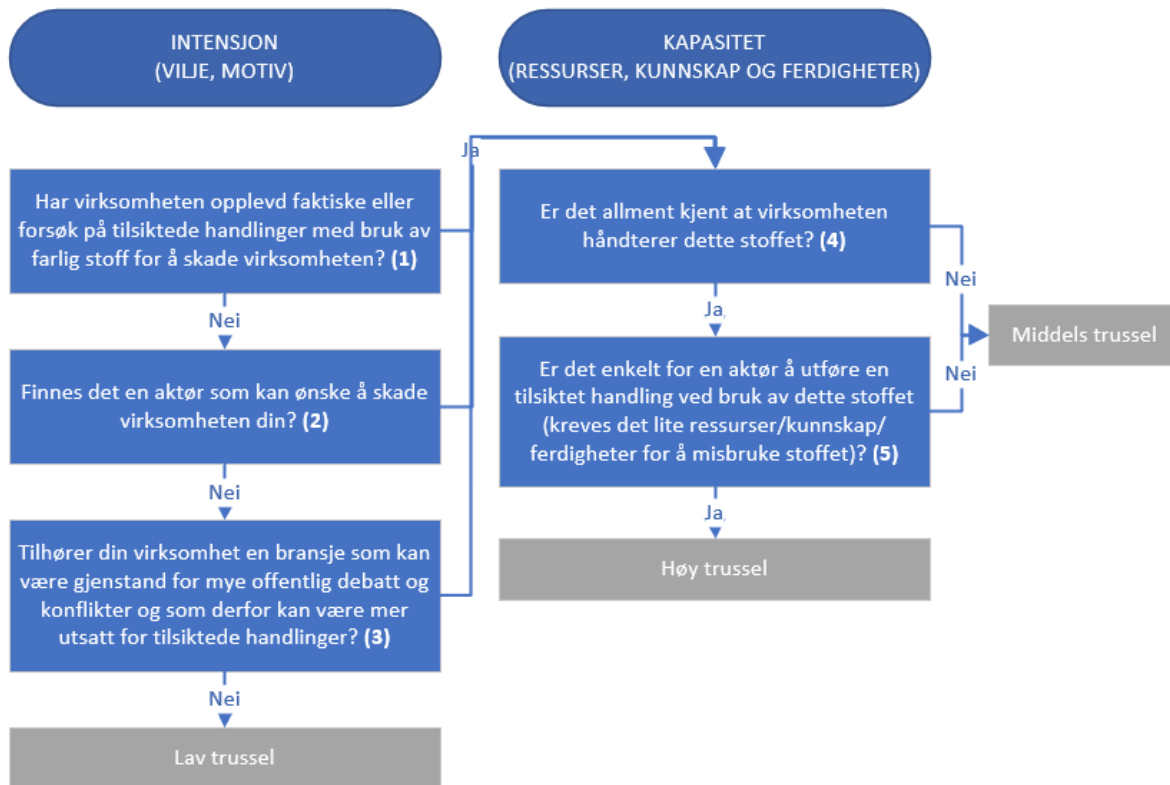 INTENSJON
(VILJE, MOTIV)
KAPASITET
(RESSURSER, KUNNSKAP OG FERDIGHETER)
Har virksomheten opplevd faktiske eller
forsøk på tilsiktede handlinger med bruk av
farlig stoff for å skade virksomheten? (1)
Ja
Nei
Finnes det en aktør som kan ønske å skade
virksomheten din? (2)
Nei
Tilhører din virksomhet en bransje som kan
være gjenstand for mye offentlig debatt og
konflikter og som derfor kan være mer
utsatt for tilsiktede handlinger? (3)
Nei
Lav trussel
Er det allment kjent at virksomheten
håndterer dette stoffet? (4)
Nei
Ja
Er det enkelt for en aktør å utføre en
tilsiktet handling ved bruk av dette stoffet
(kreves det lite ressurser/kunnskap/
ferdigheter for å misbruke stoffet)? (5)
Nei
Ja
Middels trussel
Høy trussel